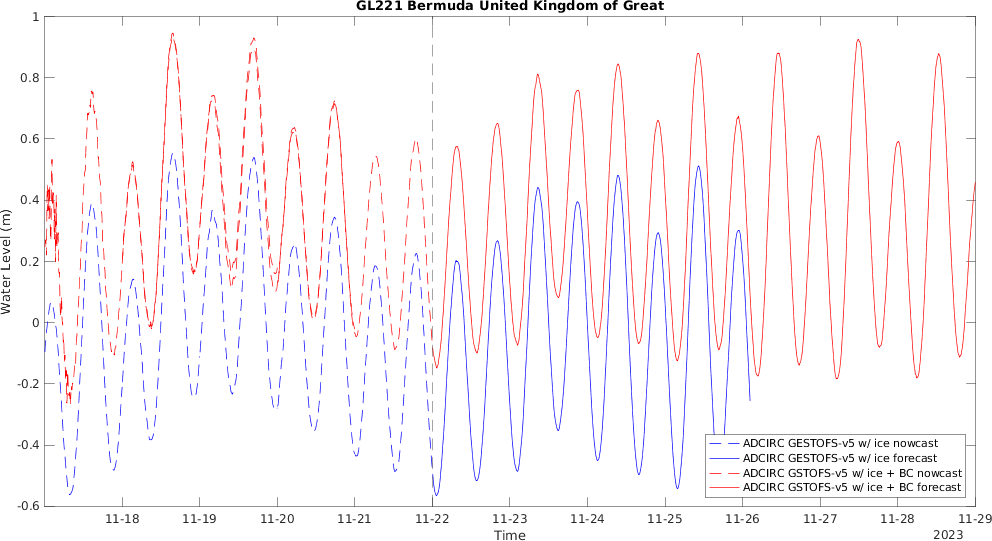 GL221 Bermuda United Kingdom of Great
1
0.8
0.6
0.4
0.2
0
-0.2
-0.4
-0.6
Water Level (m)
11-18 11-19 11-20 11-21 11-22 11-23 11-24 11-25 11-26 11-27 11-28 11-29
Time
2023
ADCIRC GESTOFS-v5 w/ ice nowcast
ADCIRC GESTOFS-v5 w/ ice forecast
ADCIRC GSTOFS-v5 w/ ice + BC nowcast
ADCIRC GSTOFS-v5 w/ ice + BC forecast